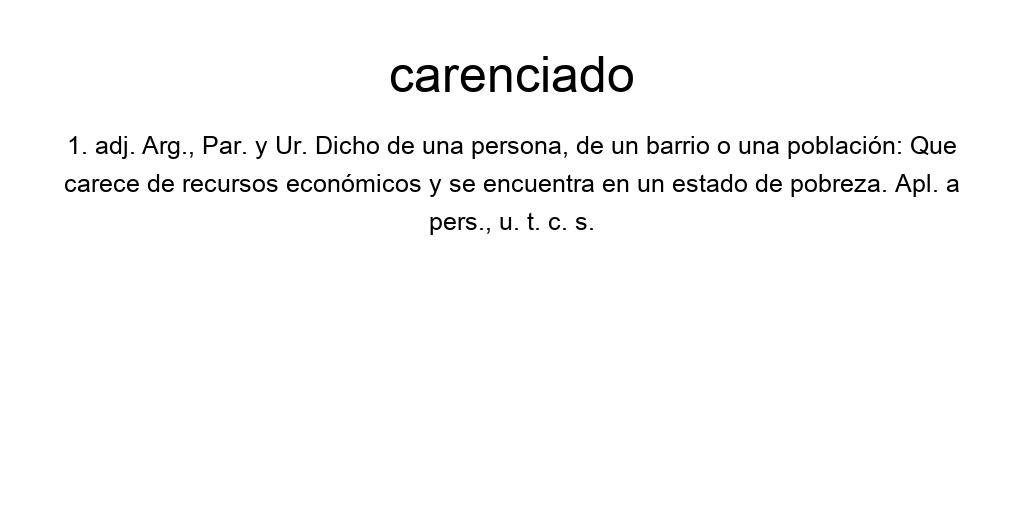 carenciado
1. adj. Arg., Par. y Ur. Dicho de una persona, de un barrio o una población: Que
carece de recursos económicos y se encuentra en un estado de pobreza. Apl. a
pers., u. t. c. s.